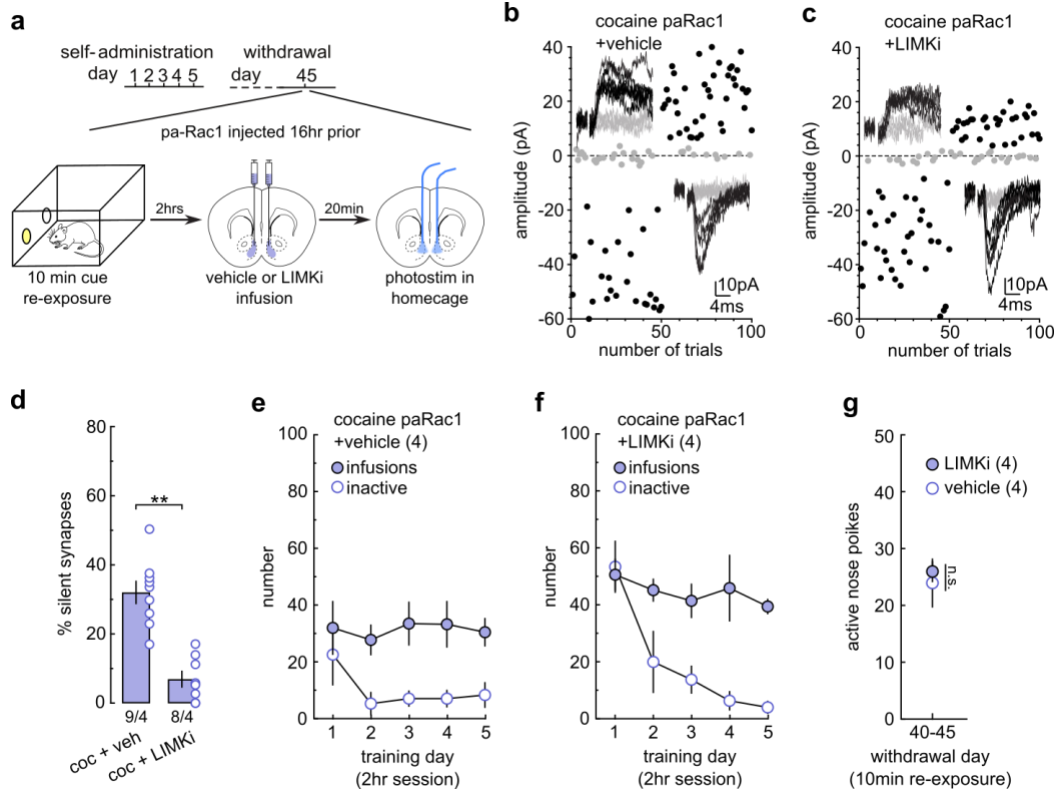 a
self-administration
withdrawal
day 1 2 3 4 5
day 45
pa-Rac1 injected 16hr prior
2hrs
20min
10 min cue
re-exposure
vehicle or LIMKi
infusion
photostim in
homecage
b
cocaine paRac1
+vehicle
amplitude (pA)
40
20
0
-20
-40
-60
10pA
4ms
0
50
100
number of trials
c
cocaine paRac1
+LIMKi
amplitude (pA)
40
20
0
-20
-40
-60
10pA
4ms
0
50
100
number of trials
d
% silent synapses
80
60
40
20
0
**
9/4
8/4
coc + veh
coc + LIMKi
e
cocaine paRac1
+vehicle (4)
infusions
inactive
number
100
80
60
40
20
0
1 2 3 4 5
training day
(2hr session)
f
cocaine paRac1
+LIMKi (4)
infusions
inactive
number
100
80
60
40
20
0
1 2 3 4 5
training day
(2hr session)
g
LIMKi (4)
vehicle (4)
active nose poikes
50
40
30
20
10
0
n.s.
40-45
withdrawal day
(10min re-exposure)